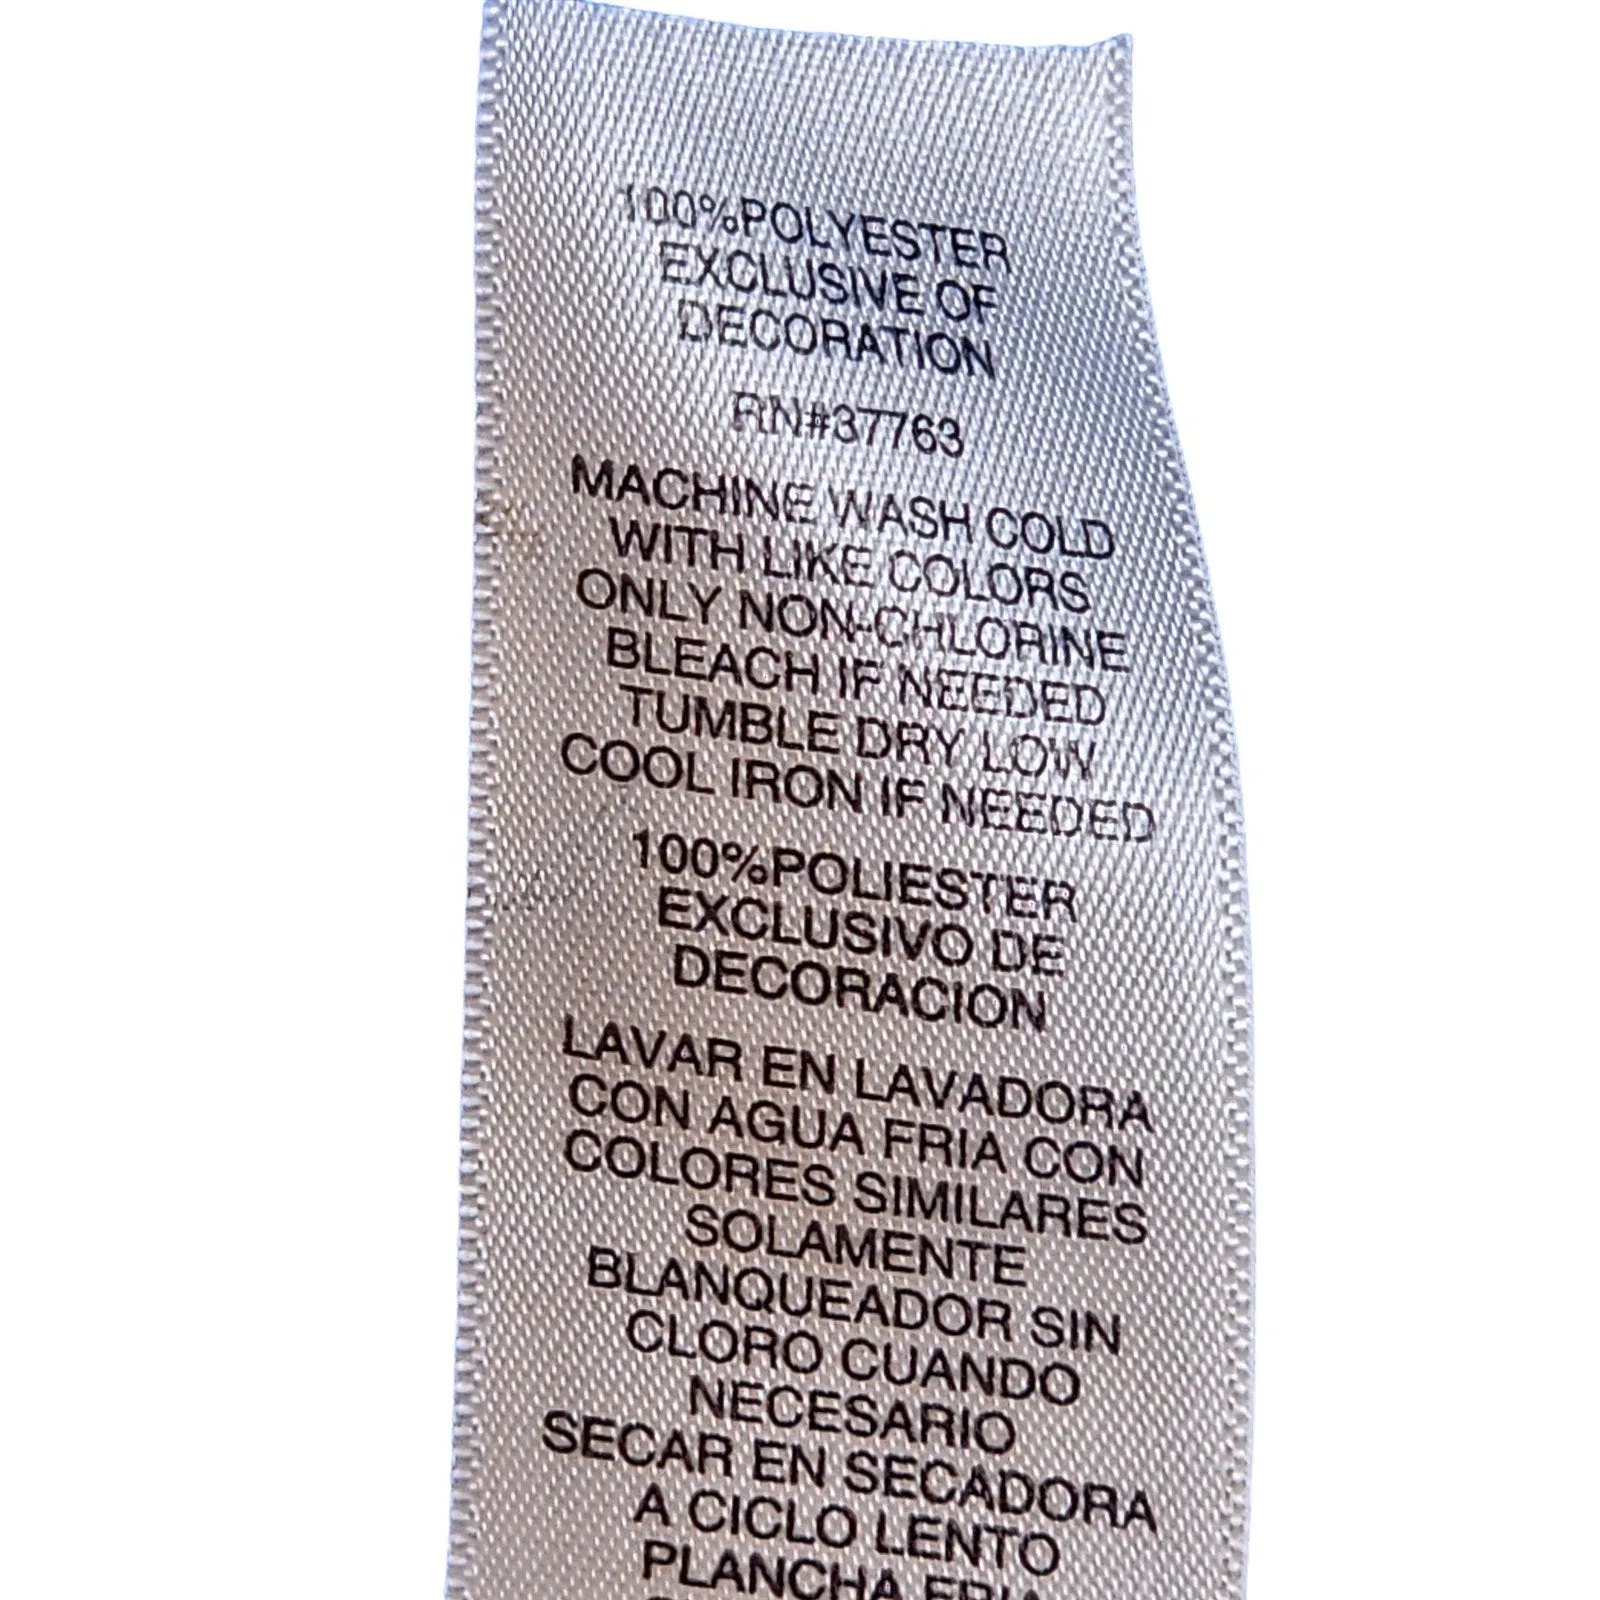 100%POLYESTER
EXCLUSIVE OF
DECORATION
RN#37763
MACHINE WASH COLD
WITH LIKE COLORS
ONLY NON-CHLORINE
BLEACH IF NEEDED
TUMBLE DRY LOW
COOL IRON IF NEEDED
100%POLIESTER
EXCLUSIVO DE
DECORACION
LAVAR EN LAVADORA
CON AGUA FRIA CON
COLORES SIMILARES
SOLAMENTE
BLANQUEADOR SIN
CLORO CUANDO
NECESARIO
SECAR EN SECADORA
A CICLO LENTO
PLANCHA FRIA